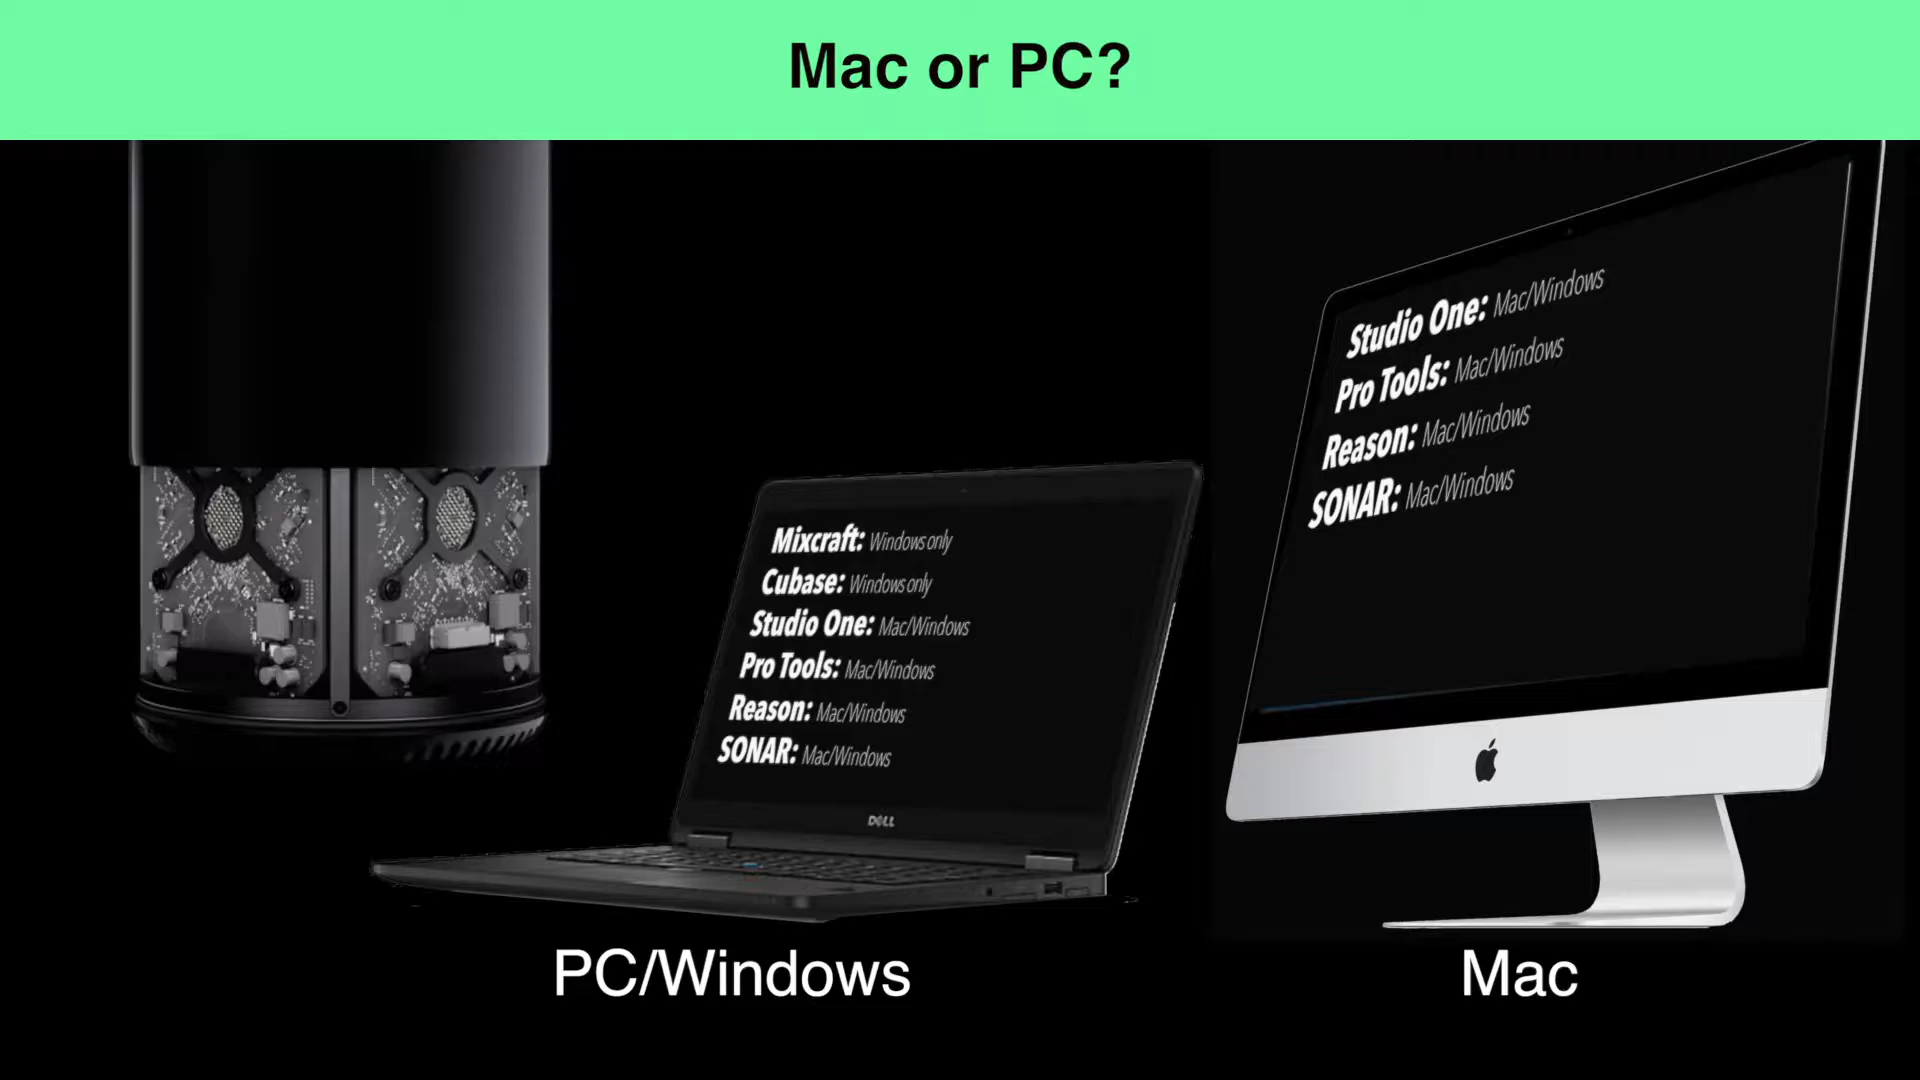 Mac or PC?
Mixcraft: Windows only
Cubase: Windows only
Studio One: Mac/Windows
Pro Tools: Mac/Windows
Reason: Mac/Windows
SONAR: Mac/Windows
DELL
PC/Windows
Studio One: Mac/Windows
Pro Tools: Mac/Windows
Reason: Mac/Windows
SONAR: Mac/Windows
Mac